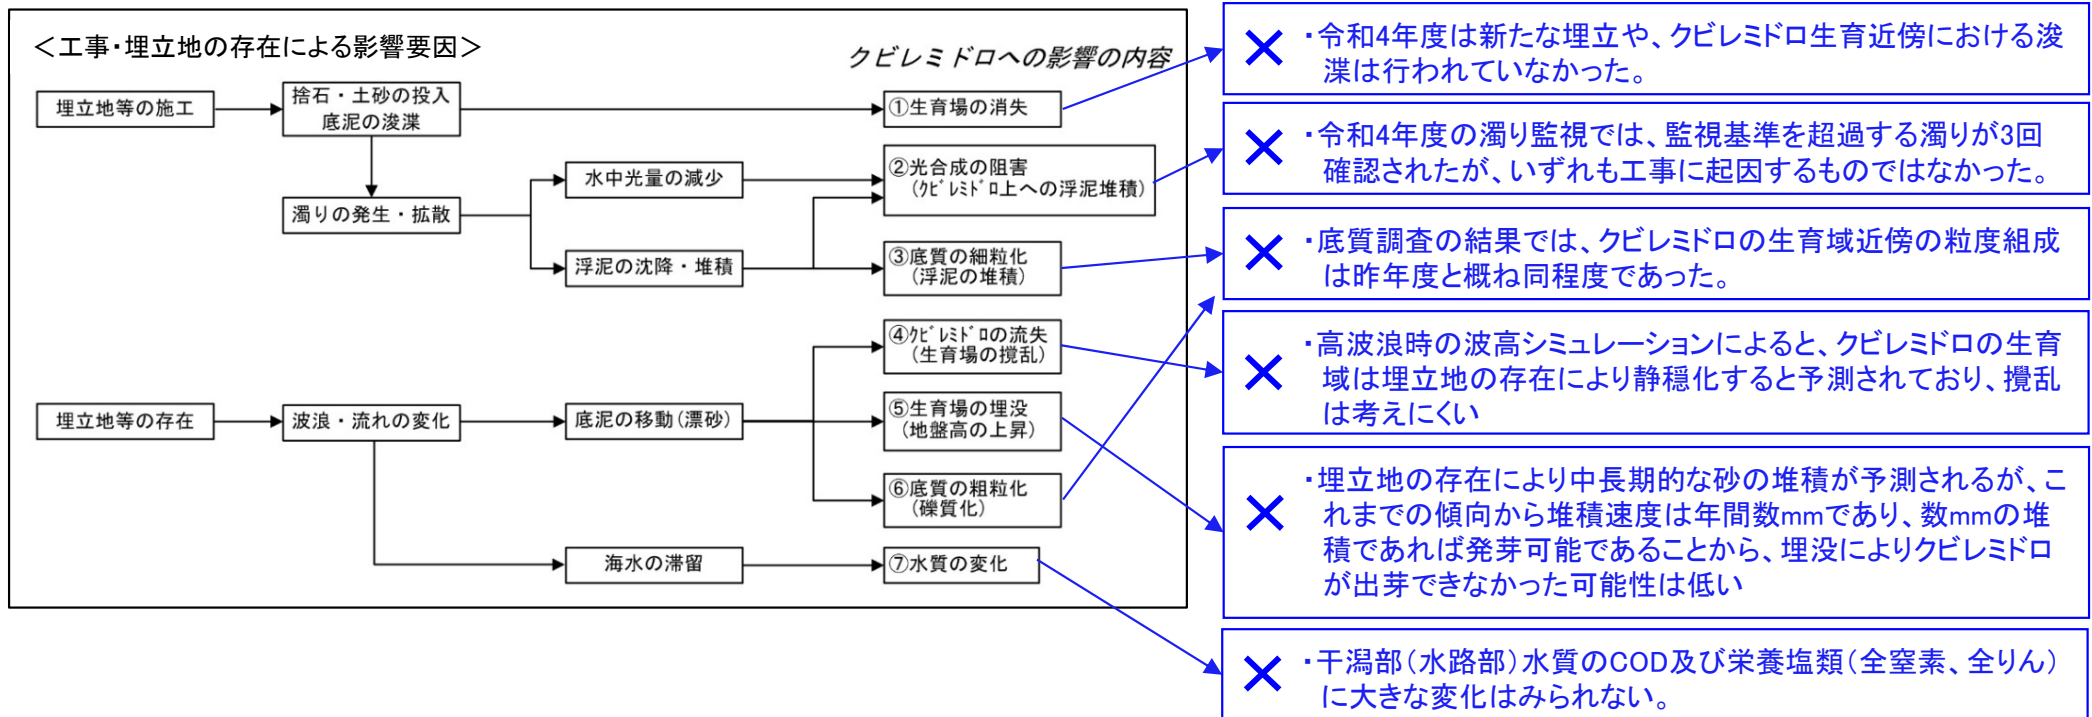 ＜工事・埋立地の存在による影響要因＞
クビレミドロへの影響の内容
埋立地等の施工
捨石・土砂の投入
底泥の浚渫
①生育場の消失
水中光量の減少
②光合成の阻害
(ｸﾋﾞﾚﾐﾄﾞﾛ上への浮泥堆積)
濁りの発生・拡散
浮泥の沈降・堆積
③底質の細粒化
(浮泥の堆積)
④ｸﾋﾞﾚﾐﾄﾞﾛの流失
(生育場の撹乱)
埋立地等の存在
波浪・流れの変化
底泥の移動(漂砂)
⑤生育場の埋没
(地盤高の上昇)
⑥底質の粗粒化
(礫質化)
海水の滞留
⑦水質の変化
× ・令和4年度は新たな埋立や、クビレミドロ生育近傍における浚
渫は行われていなかった。
× ・令和4年度の濁り監視では、監視基準を超過する濁りが3回
確認されたが、いずれも工事に起因するものではなかった。
× ・底質調査の結果では、クビレミドロの生育域近傍の粒度組成
は昨年度と概ね同程度であった。
× ・高波浪時の波高シミュレーションによると、クビレミドロの生育
域は埋立地の存在により静穏化すると予測されており、攪乱
は考えにくい
× ・埋立地の存在により中長期的な砂の堆積が予測されるが、こ
れまでの傾向から堆積速度は年間数mmであり、数mmの堆
積であれば発芽可能であることから、埋没によりクビレミドロ
が出芽できなかった可能性は低い
× ・干潟部（水路部）水質のCOD及び栄養塩類（全窒素、全りん）
に大きな変化はみられない。